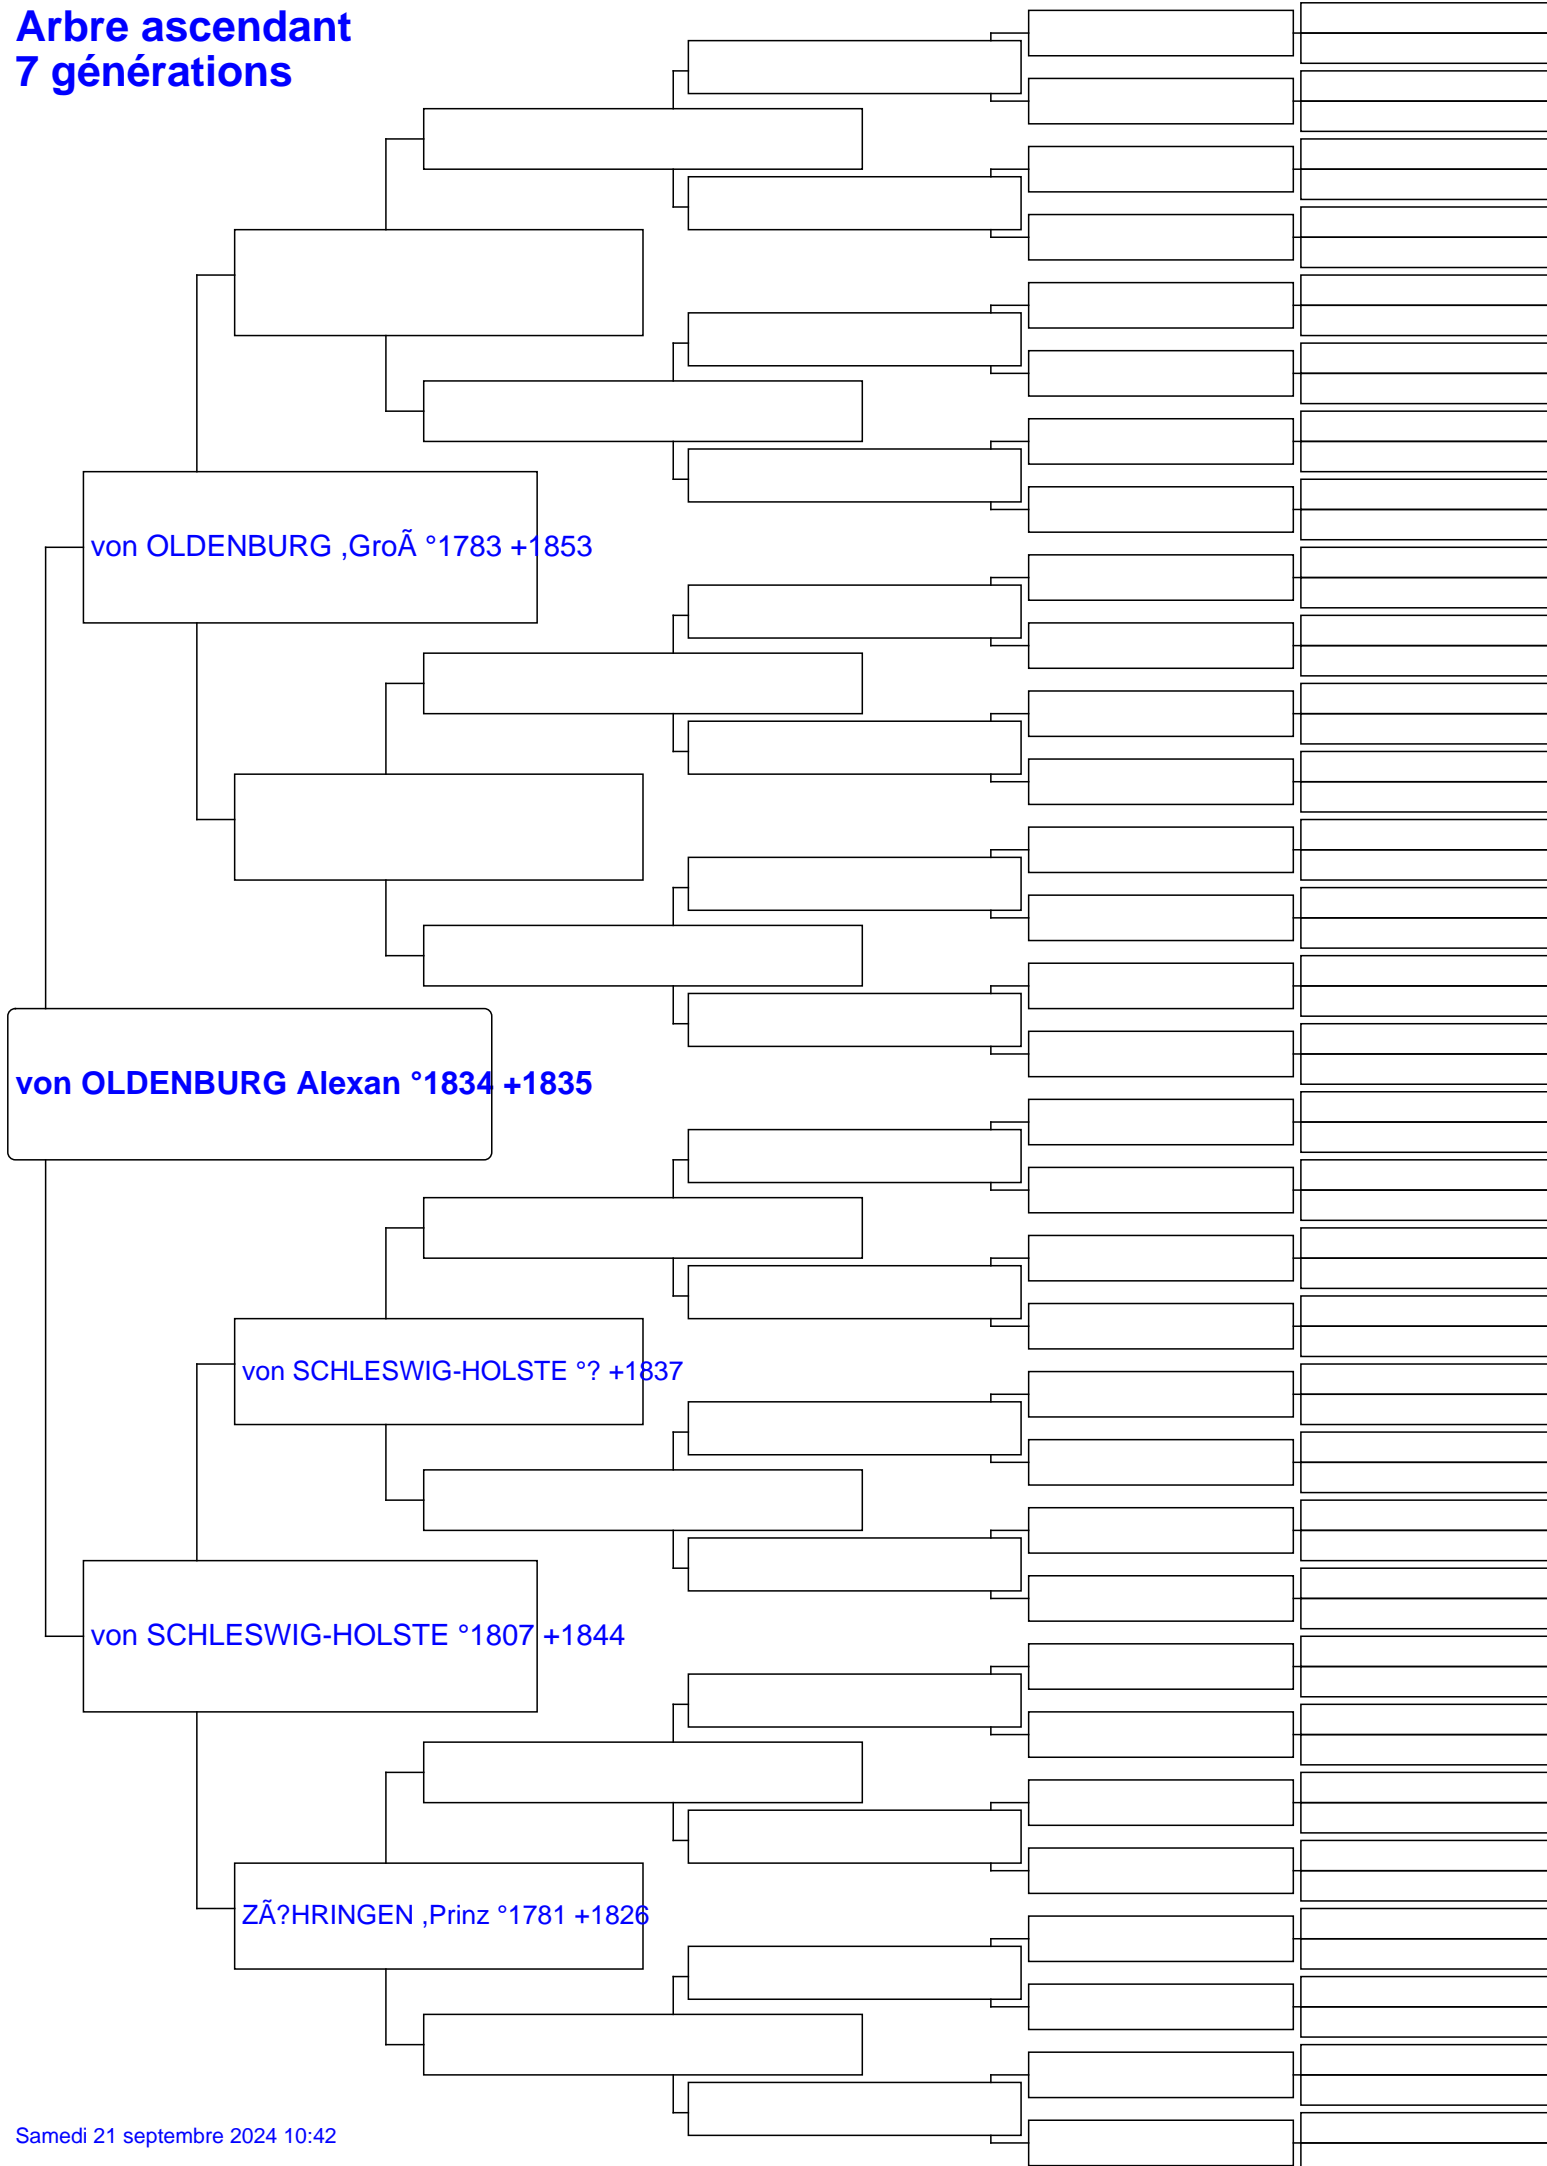 Arbre ascendant
7 générations
von OLDENBURG ,GroÃ °1783 +1853
von OLDENBURG Alexan °1834 +1835
von SCHLESWIG-HOLSTE °? +1837
von SCHLESWIG-HOLSTE °1807 +1844
ZÃ?HRINGEN ,Prinz °1781 +1826
Samedi 21 septembre 2024 10:42